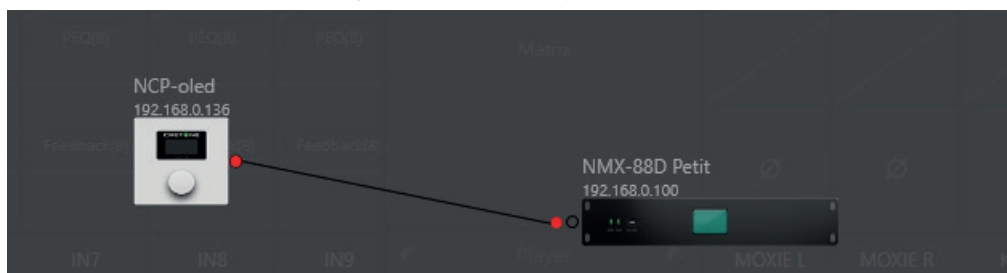 PEQ(8) PEQ(8) PEQ(8)
Matrix
NCP-oled
192.168.0.136
Feedback(8) Feedback(8)
NMX-88D Petit
192.168.0.100
IN7 IN8 IN9 Player MOXIE L MOXIE R